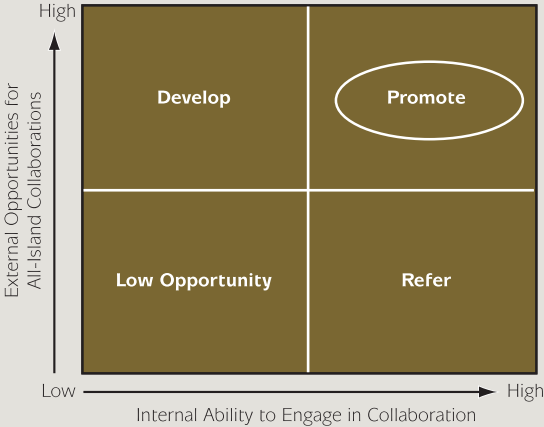 High
External Opportunities for
All-Island Collaborations
Develop
Promote
Low Opportunity
Refer
Low
High
Internal Ability to Engage in Collaboration